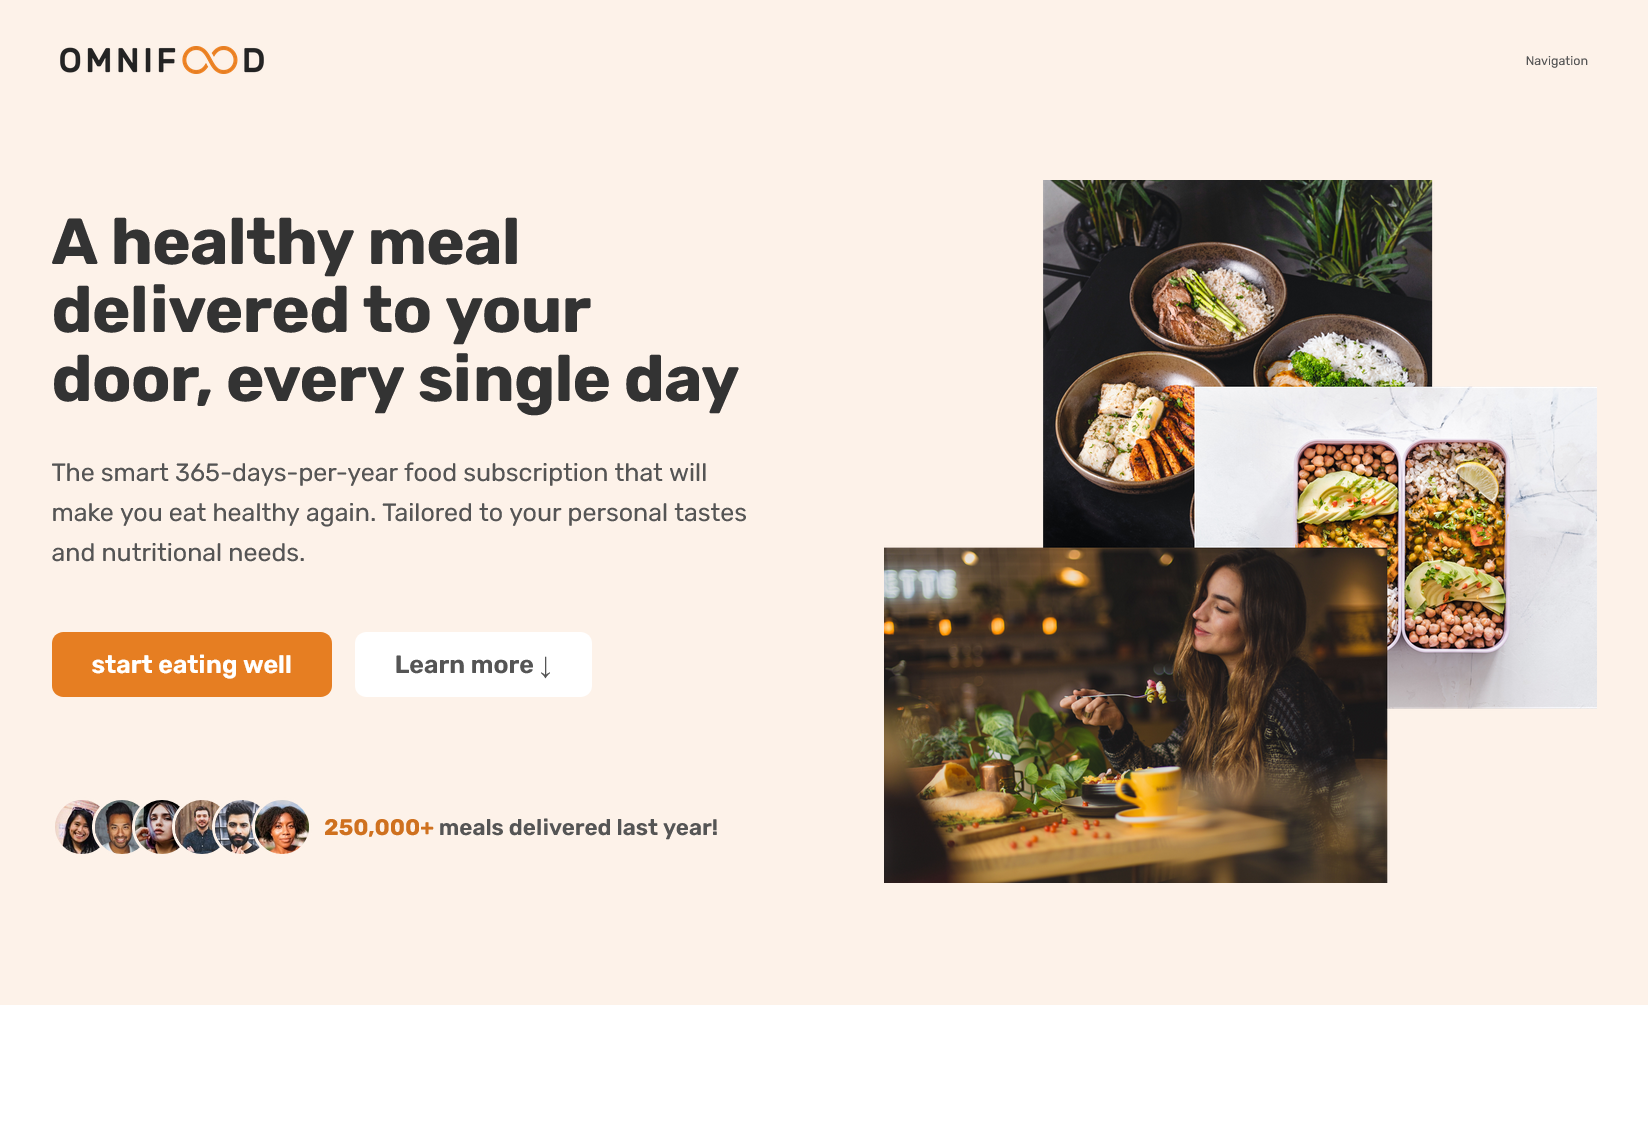 OMNIFOOD
Navigation
A healthy meal
delivered to your
door, every single day
The smart 365-days-per-year food subscription that will
make you eat healthy again. Tailored to your personal tastes
and nutritional needs.
start eating well
Learn more ↓
250,000+ meals delivered last year!
ETTE